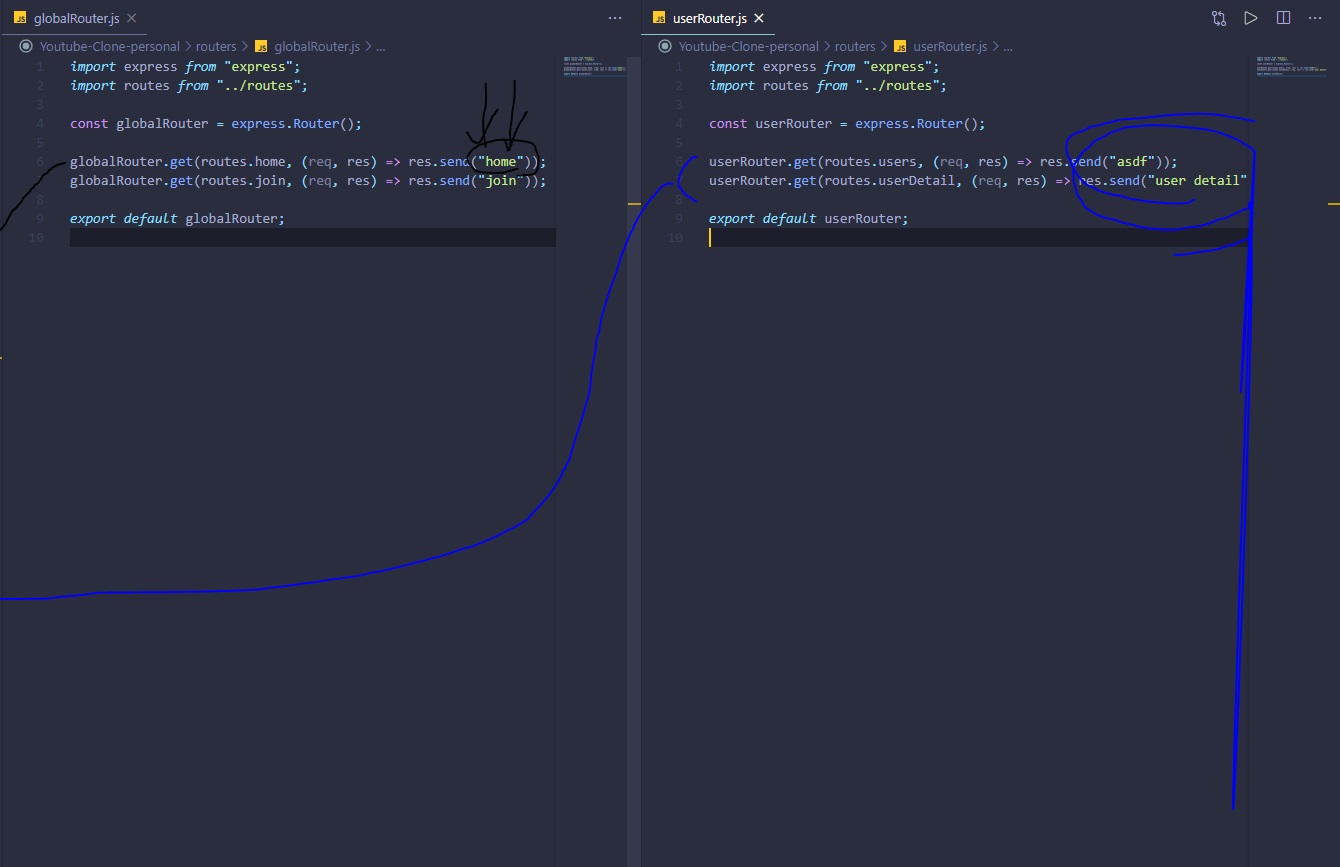 JS globalRouter.js × ...
Youtube-Clone-personal > routers > JS globalRouter.js > ...
1 import express from "express";
2 import routes from "../routes";
3
4 const globalRouter = express.Router();
5
6 globalRouter.get(routes.home, (req, res) => res.send("home"));
globalRouter.get(routes.join, (req, res) => res.send("join"));
8
9 export default globalRouter;
10
JS userRouter.js × ...
Youtube-Clone-personal > routers > JS userRouter.js > ...
1 import express from "express";
2 import routes from "../routes";
3
4 const userRouter = express.Router();
5
6 userRouter.get(routes.users, (req, res) => res.send("asdf"));
7 userRouter.get(routes.userDetail, (req, res) => res.send("user detail"
8
9 export default userRouter;
10